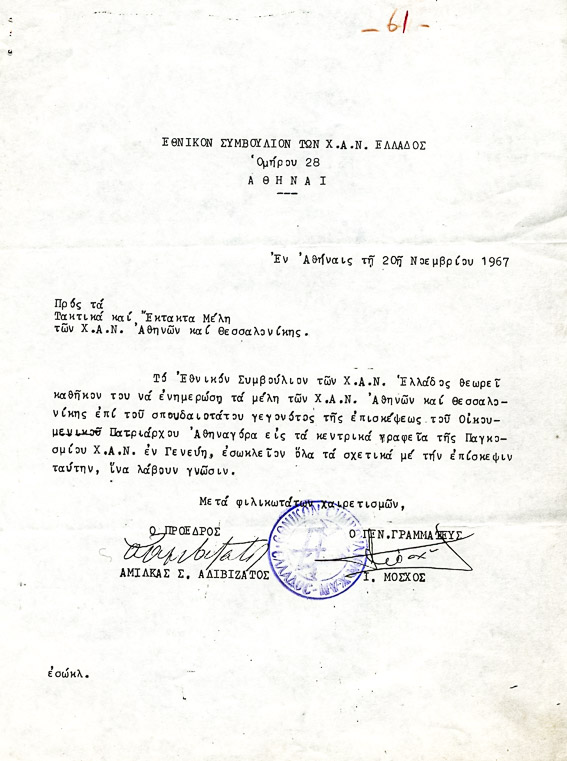 - 61 -
ΕΘΝΙΚΟΝ ΣΥΜΒΟΥΛΙΟΝ ΤΩΝ Χ.Α.Ν. ΕΛΛΑΔΟΣ
Ὁμήρου 28
Α Θ Η Ν Α Ι
Ἐν Ἀθήναις τῇ 20ῇ Νοεμβρίου 1967
Πρός τά
Τακτικά καί Ἔκτακτα Μέλη
τῶν Χ.Α.Ν. Ἀθηνῶν καί Θεσσαλονίκης.
Τό Ἐθνικόν Συμβούλιον τῶν Χ.Α.Ν. Ἑλλάδος θεωρεῖ
καθῆκον του νά ἐνημερώσῃ τά μέλη τῶν Χ.Α.Ν. Ἀθηνῶν καί Θεσσαλο-
νίκης ἐπί τοῦ σπουδαιοτάτου γεγονότος τῆς ἐπισκέψεως τοῦ Οἰκου-
μενικοῦ Πατριάρχου Ἀθηναγόρα εἰς τά κεντρικά γραφεῖα τῆς Παγκο-
σμίου Χ.Α.Ν. ἐν Γενεύῃ, ἐσωκλεῖον ὅλα τά σχετικά μέ τήν ἐπίσκεψιν
ταύτην, ἵνα λάβουν γνῶσιν.
Μετά φιλικωτάτων χαιρετισμῶν,
Ο ΠΡΟΕΔΡΟΣ Ο ΓΕΝ.ΓΡΑΜΜΑΤΕΥΣ
ΑΜΙΛΚΑΣ Σ. ΑΛΙΒΙΖΑΤΟΣ Ι. ΜΟΣΧΟΣ
ἐσώκλ.